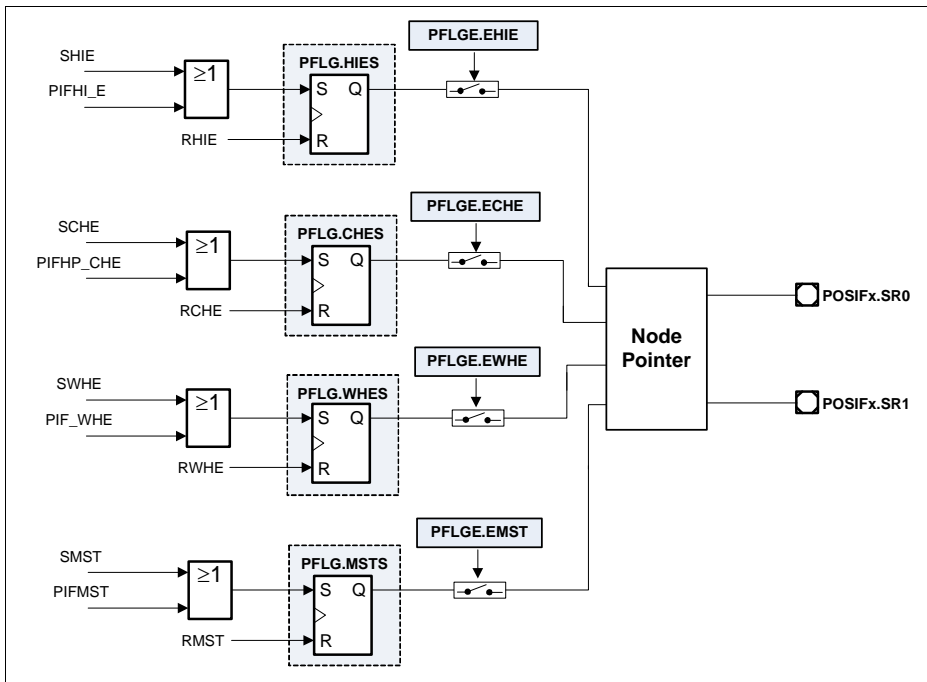 PFLGE.EHIE
SHIE
PFLG.HIES
≥1
PIFHI_E
S Q
RHIE
R
PFLGE.ECHE
SCHE
PFLG.CHES
≥1
PIFHP_CHE
S Q
RCHE
R
Node
Pointer
POSIFx.SR0
POSIFx.SR1
PFLGE.EWHE
SWHE
PFLG.WHES
≥1
PIF_WHE
S Q
RWHE
R
PFLGE.EMST
SMST
PFLG.MSTS
≥1
PIFMST
S Q
RMST
R